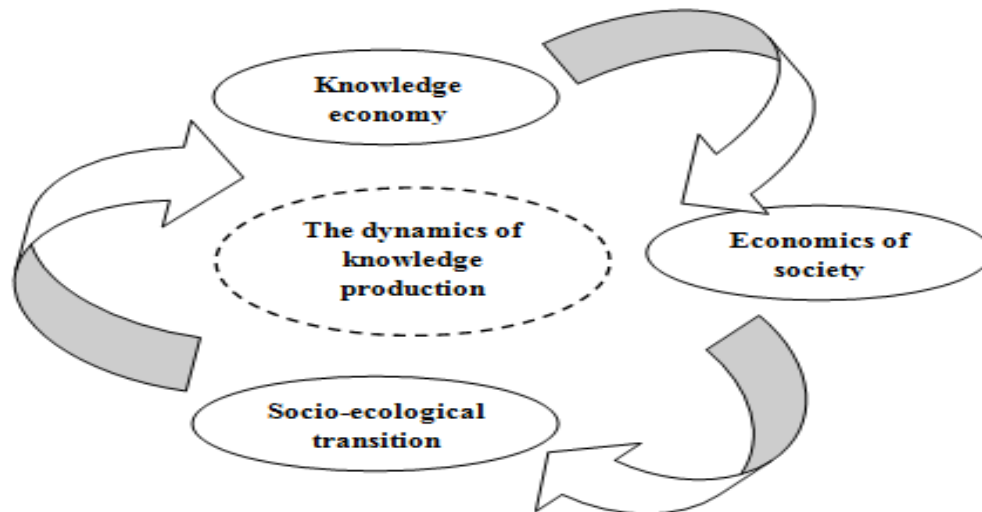 Knowledge
economy
The dynamics of
knowledge
production
Economics of
society
Socio-ecological
transition